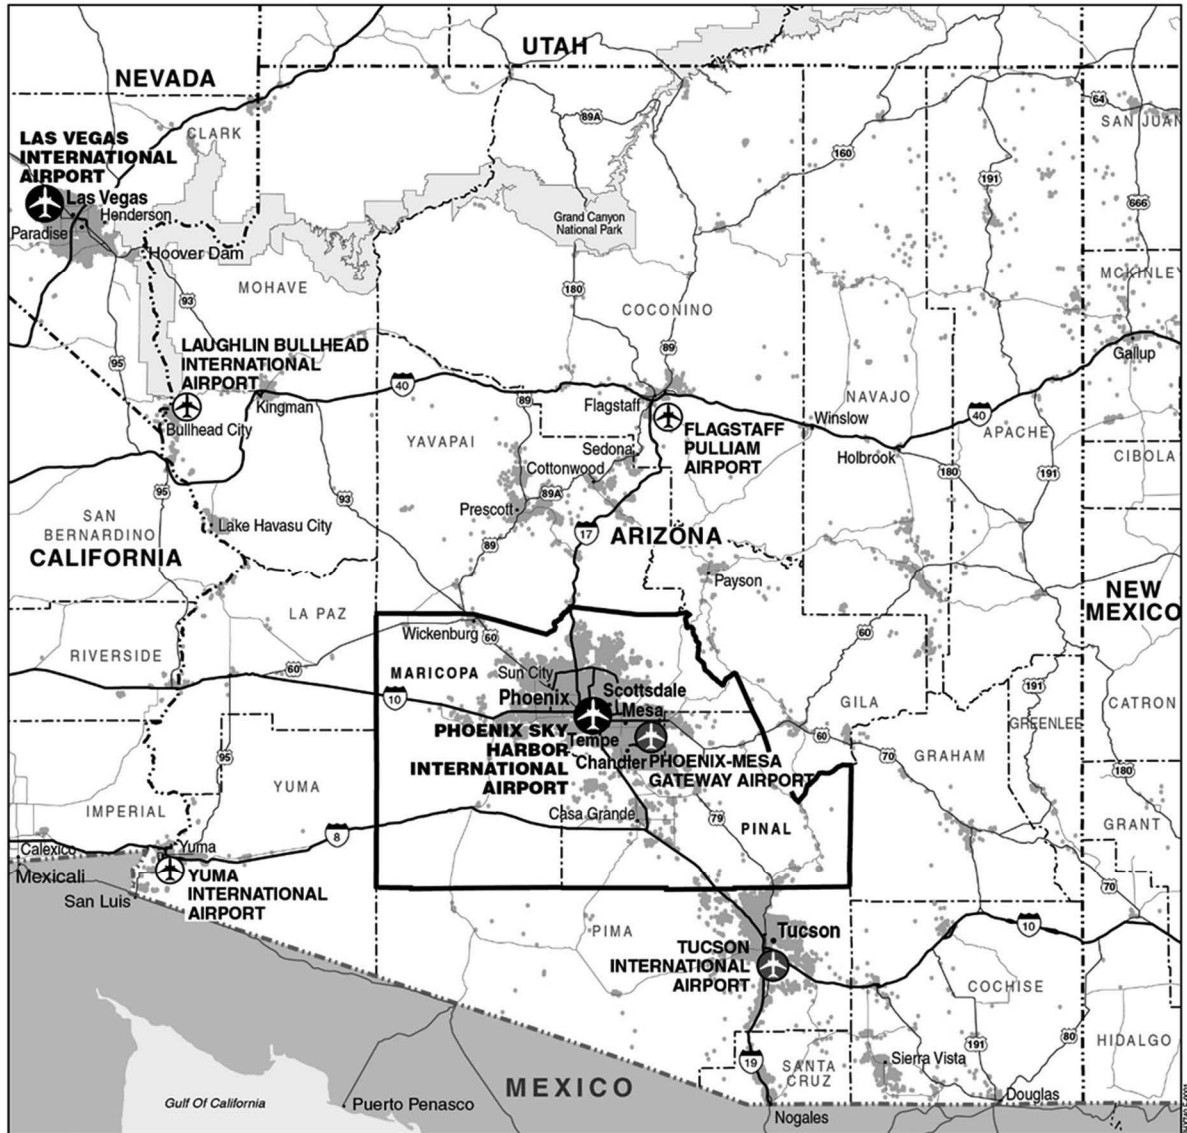 UTAH
NEVADA
89A
64
SAN JUAN
CLARK
LAS VEGAS
INTERNATIONAL
AIRPORT
160
191
Las Vegas
Henderson
Paradise
666
Grand Canyon
National Park
Hoover Dam
MCKINLEY
MOHAVE
93
180
COCONINO
LAUGHLIN BULLHEAD
INTERNATIONAL
AIRPORT
95
89
Gallup
40
Kingman
89
Flagstaff
NAVAJO
Winslow
40
APACHE
Bullhead City
FLAGSTAFF
PULLIAM
AIRPORT
YAVAPAI
Sedona
Cottonwood
Holbrook
180
191
CIBOLA
95
93
89A
Prescott
SAN
BERNARDINO
CALIFORNIA
Lake Havasu City
17
ARIZONA
89
Payson
NEW
MEXICO
LA PAZ
Wickenburg
60
60
RIVERSIDE
60
MARICOPA
Sun City
10
Phoenix
Scottsdale
Mesa
191
GILA
GREENLEE
CATRON
PHOENIX SKY
HARBOR
INTERNATIONAL
AIRPORT
Tempe
Chandler
PHOENIX-MESA
GATEWAY AIRPORT
60
70
GRAHAM
95
YUMA
180
IMPERIAL
Casa Grande
79
PINAL
GRANT
8
Calexico
Yuma
Mexicali
YUMA
INTERNATIONAL
AIRPORT
San Luis
70
PIMA
Tucson
TUCSON
INTERNATIONAL
AIRPORT
10
COCHISE
191
80
HIDALGO
19
SANTA
CRUZ
Sierra Vista
MEXICO
Gulf Of California
Puerto Penasco
Douglas
Nogales